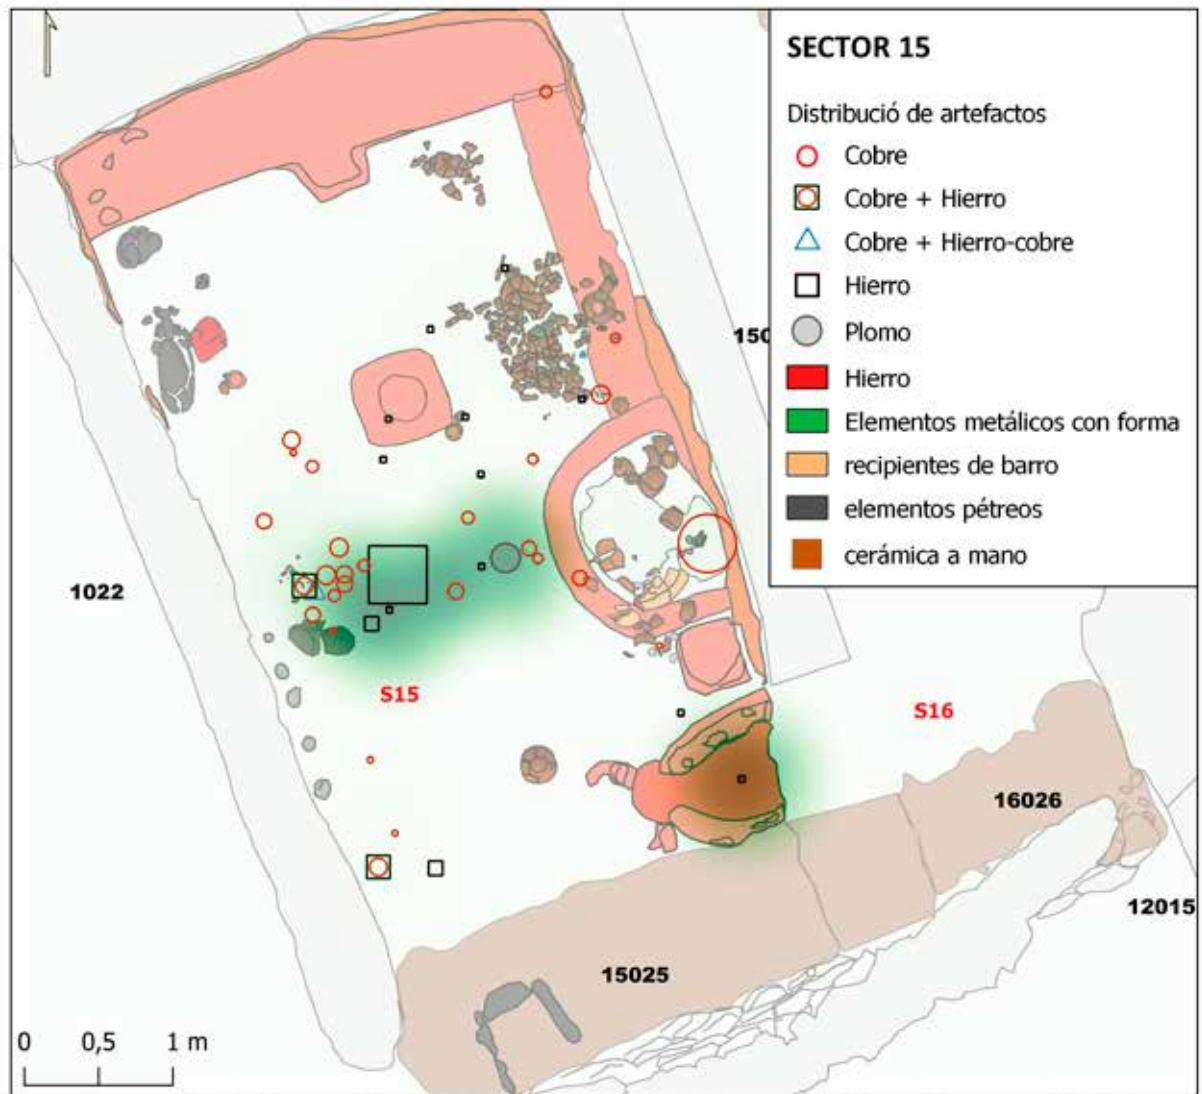 SECTOR 15
Distribució de artefactos
Cobre
Cobre + Hierro
Cobre + Hierro-cobre
Hierro
Plomo
Hierro
Elementos metálicos con forma
recipientes de barro
elementos pétreos
cerámica a mano
150
1022
S15
S16
16026
12015
15025
0 0,5 1 m